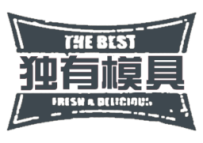 THE BEST
独有模具
FRESH & DELICIOUS